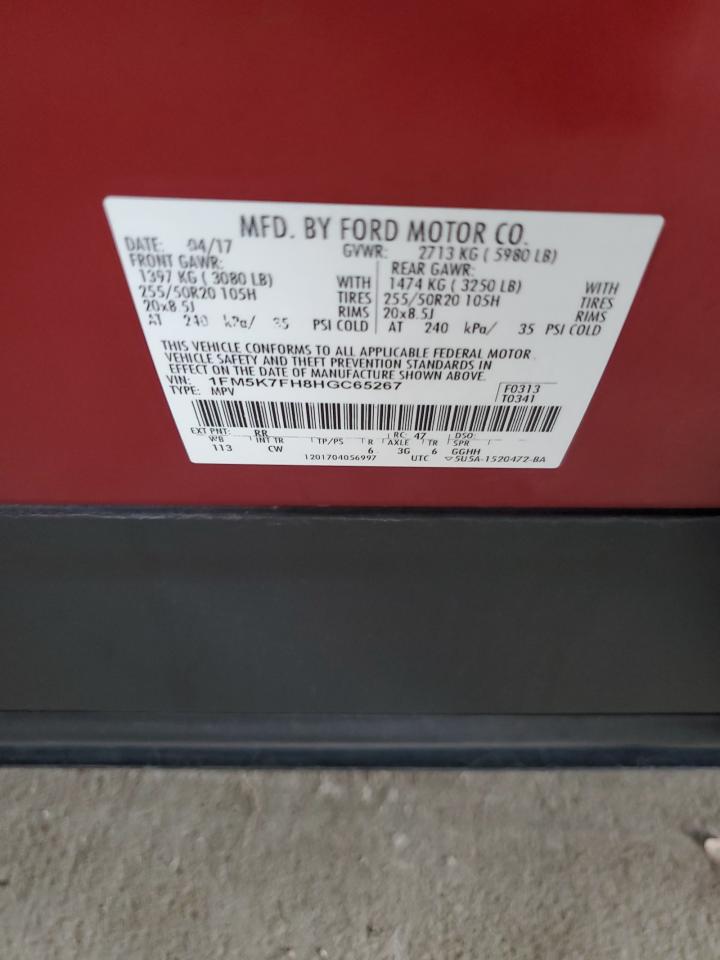 MFD. BY FORD MOTOR CO.
DATE: 04/17 GVWR: 2713 KG ( 5980 LB)
FRONT GAWR: REAR GAWR:
1397 KG ( 3080 LB) WITH 1474 KG ( 3250 LB) WITH
255/50R20 105H TIRES 255/50R20 105H TIRES
20x8.5J RIMS 20x8.5J RIMS
AT 240 kPa/ 35 PSI COLD AT 240 kPa/ 35 PSI COLD
THIS VEHICLE CONFORMS TO ALL APPLICABLE FEDERAL MOTOR
VEHICLE SAFETY AND THEFT PREVENTION STANDARDS IN
EFFECT ON THE DATE OF MANUFACTURE SHOWN ABOVE.
VIN: 1FM5K7FH8HGC65267 F0313
TYPE: MPV T0341
EXT PNT: RR RC: 47 DSO:
WB INT TR TP/PS R AXLE TR SPR
113 CW 6 3G 6 GGHH
1201704056997 UTC ▽5U5A-1520472-BA